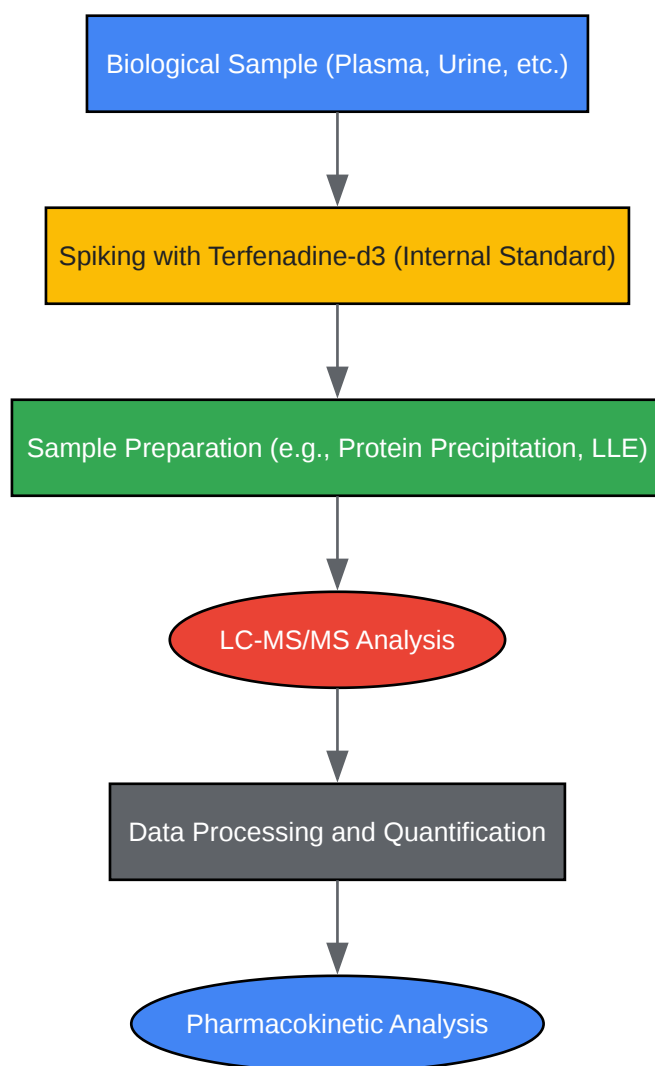 Biological Sample (Plasma, Urine, etc.)
Spiking with Terfenadine-d3 (Internal Standard)
Sample Preparation (e.g., Protein Precipitation, LLE)
LC-MS/MS Analysis
Data Processing and Quantification
Pharmacokinetic Analysis